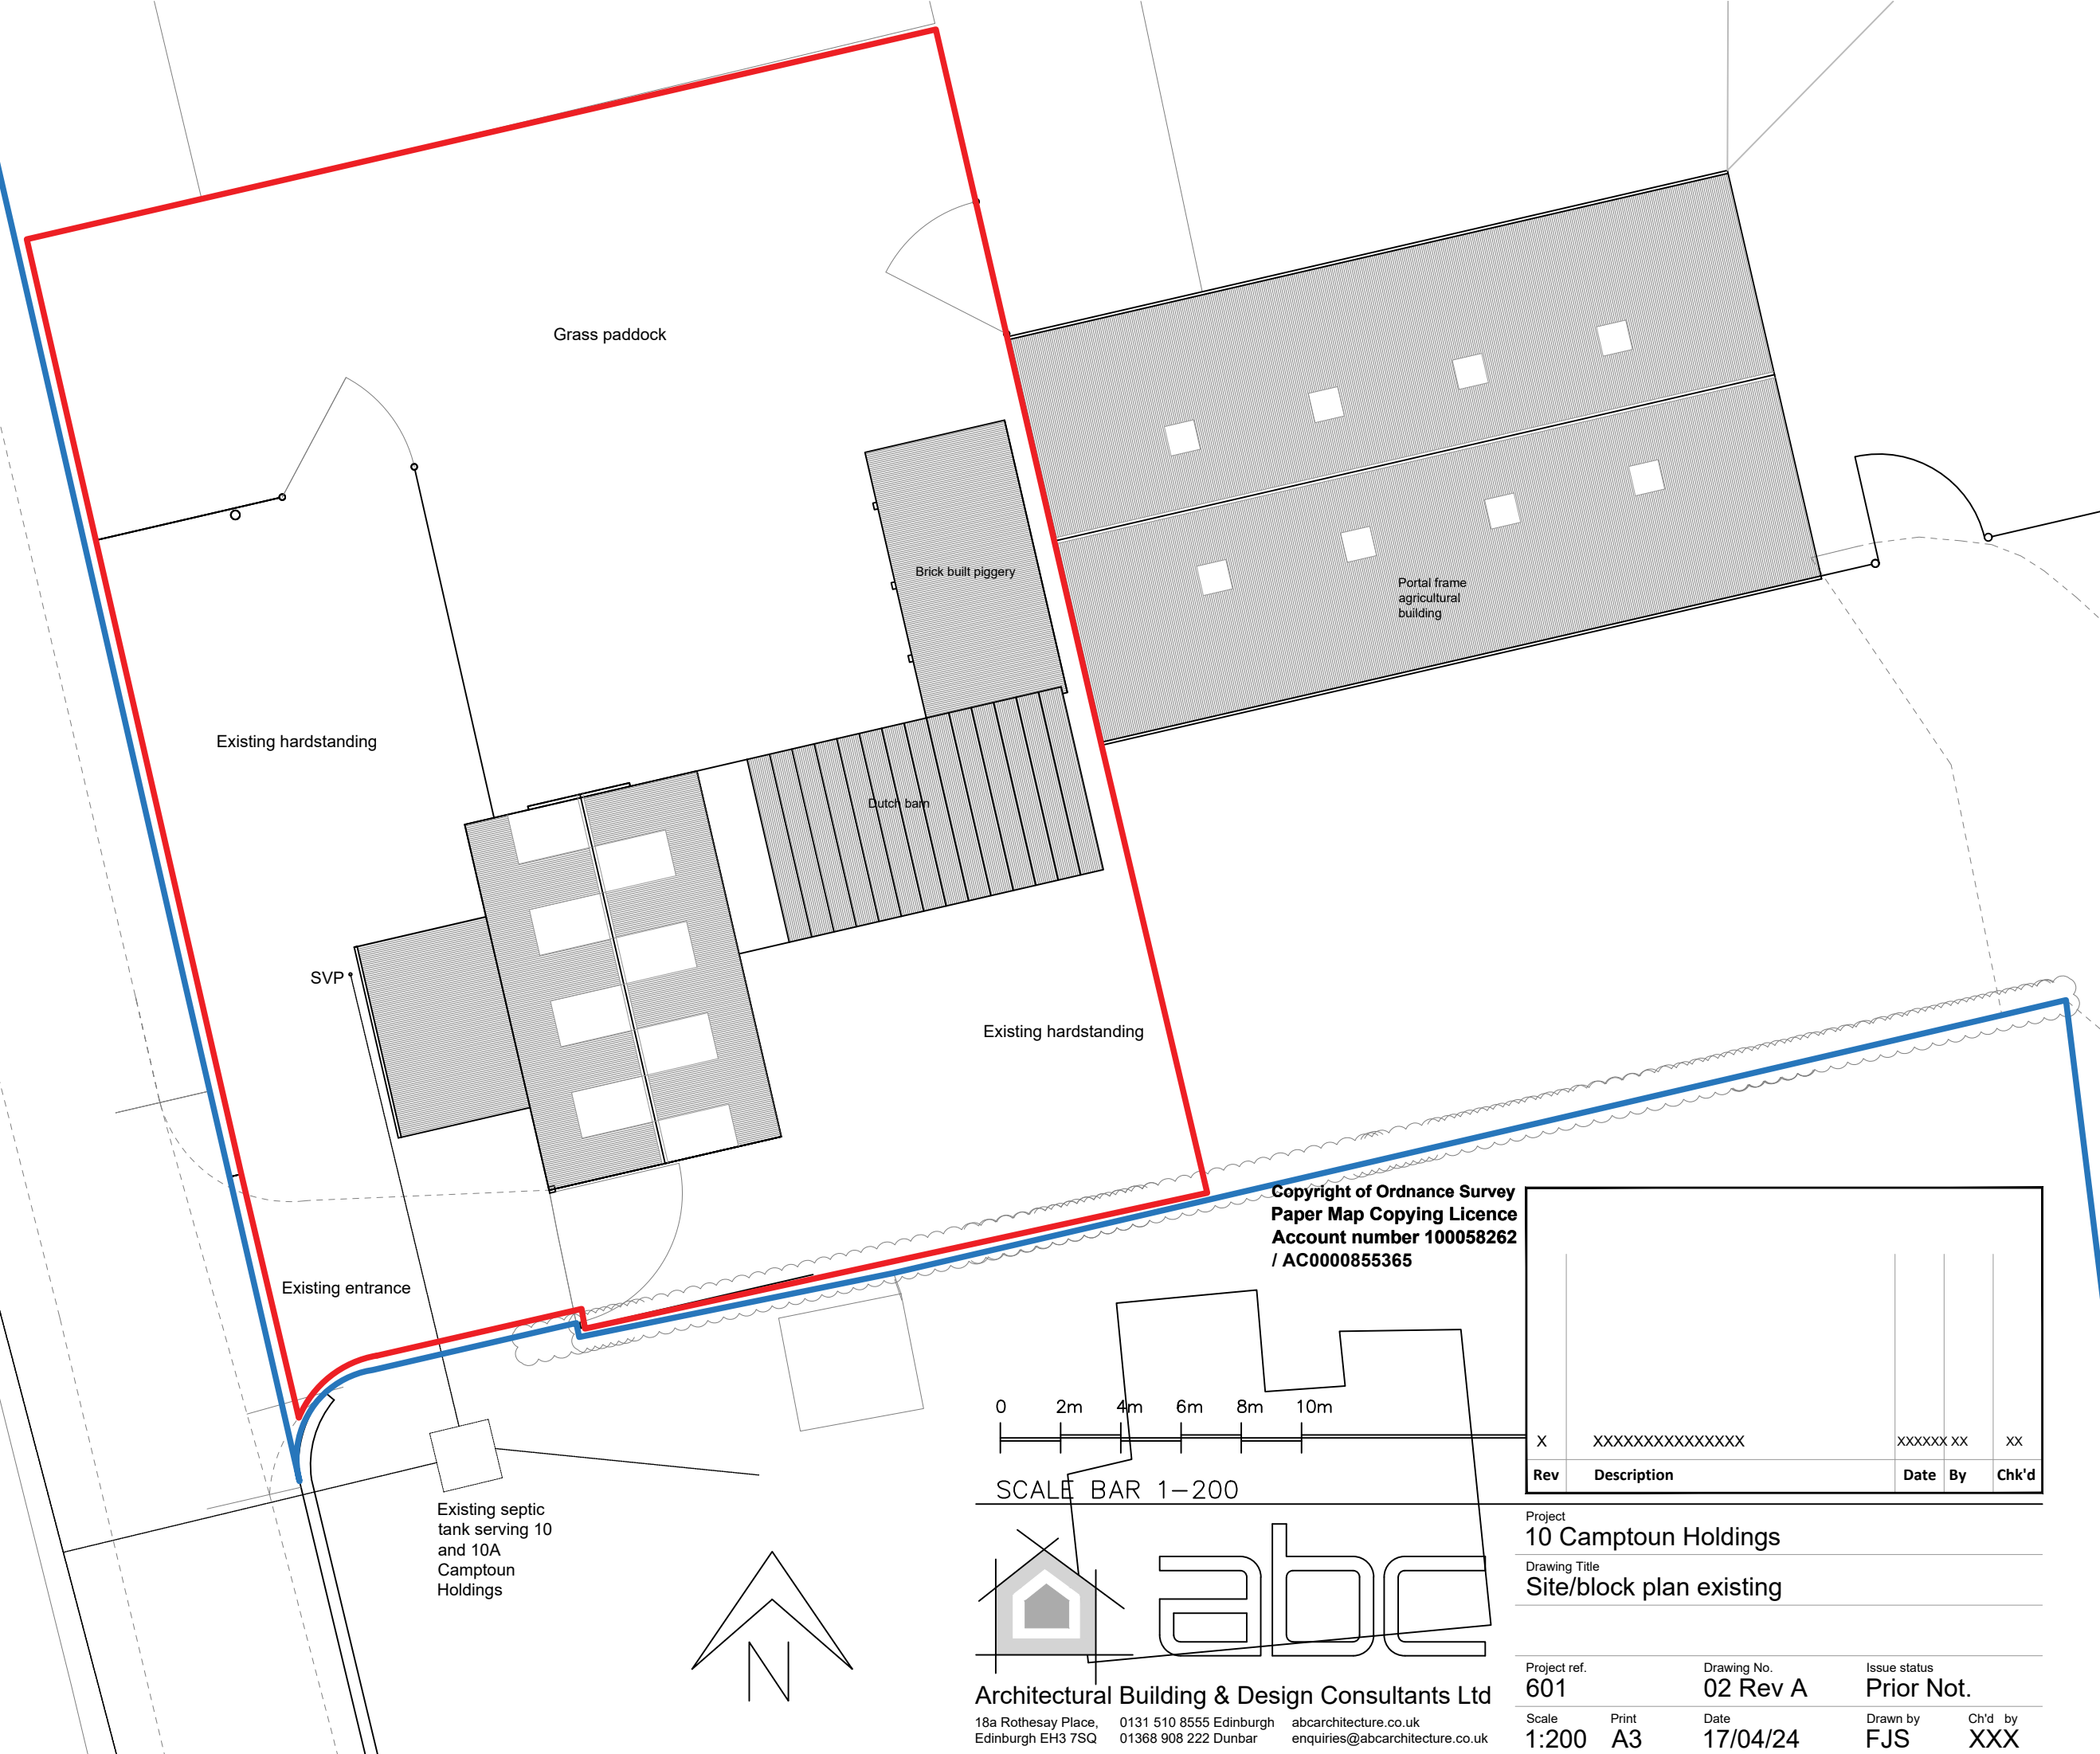 Grass paddock
Brick built piggery
Portal frame
agricultural
building
Existing hardstanding
Dutch barn
SVP
Existing hardstanding
Existing entrance
Copyright of Ordnance Survey
Paper Map Copying Licence
Account number 100058262
/ AC0000855365
0 2m 4m 6m 8m 10m
SCALE BAR 1-200
X XXXXXXXXXXXXXXX XXXXXX XX XX
Rev Description Date By Chk'd
Existing septic
tank serving 10
and 10A
Camptoun
Holdings
N
abc
Architectural Building & Design Consultants Ltd
18a Rothesay Place, 0131 510 8555 Edinburgh abcarchitecture.co.uk
Edinburgh EH3 7SQ 01368 908 222 Dunbar enquiries@abcarchitecture.co.uk
Project
10 Camptoun Holdings
Drawing Title
Site/block plan existing
Project ref. Drawing No. Issue status
601 02 Rev A Prior Not.
Scale Print Date Drawn by Ch'd by
1:200 A3 17/04/24 FJS XXX